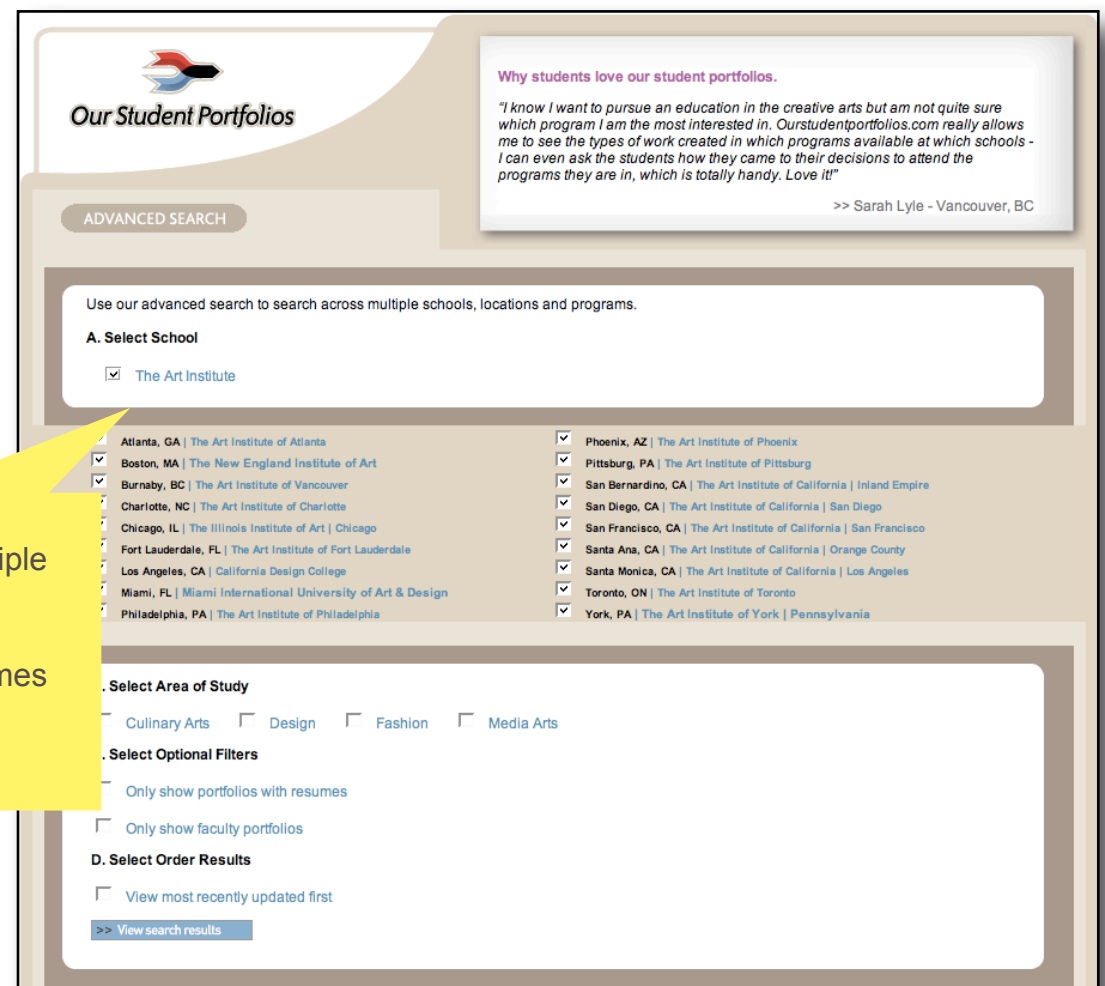 Our Student Portfolios
Why students love our student portfolios.
"I know I want to pursue an education in the creative arts but am not quite sure
which program I am the most interested in. Ourstudentportfolios.com really allows
me to see the types of work created in which programs available at which schools -
I can even ask the students how they came to their decisions to attend the
programs they are in, which is totally handy. Love it!"
>> Sarah Lyle - Vancouver, BC
ADVANCED SEARCH
Use our advanced search to search across multiple schools, locations and programs.
A. Select School
The Art Institute
Atlanta, GA | The Art Institute of Atlanta
Boston, MA | The New England Institute of Art
Burnaby, BC | The Art Institute of Vancouver
Charlotte, NC | The Art Institute of Charlotte
Chicago, IL | The Illinois Institute of Art | Chicago
Fort Lauderdale, FL | The Art Institute of Fort Lauderdale
Los Angeles, CA | California Design College
Miami, FL | Miami International University of Art & Design
Philadelphia, PA | The Art Institute of Philadelphia
Phoenix, AZ | The Art Institute of Phoenix
Pittsburg, PA | The Art Institute of Pittsburg
San Bernardino, CA | The Art Institute of California | Inland Empire
San Diego, CA | The Art Institute of California | San Diego
San Francisco, CA | The Art Institute of California | San Francisco
Santa Ana, CA | The Art Institute of California | Orange County
Santa Monica, CA | The Art Institute of California | Los Angeles
Toronto, ON | The Art Institute of Toronto
York, PA | The Art Institute of York | Pennsylvania
. Select Area of Study
Culinary Arts Design Fashion Media Arts
. Select Optional Filters
Only show portfolios with resumes
Only show faculty portfolios
D. Select Order Results
View most recently updated first
>> View search results